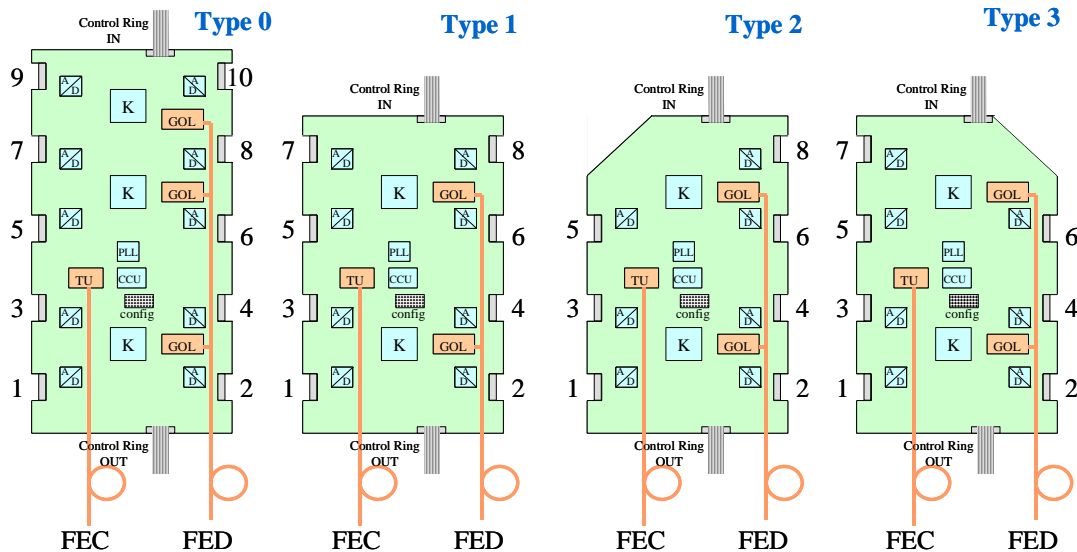 Type 0
Control Ring
IN
9
A
D
A
D
10
K
GOL
7
A
D
A
D
8
K
GOL
5
A
D
A
D
6
PLL
TU
CCU
3
A
D
config
A
D
4
K
GOL
1
A
D
A
D
2
Control Ring
OUT
FEC
FED
Type 1
Control Ring
IN
7
A
D
A
D
8
K
GOL
5
A
D
A
D
6
PLL
TU
CCU
3
A
D
config
A
D
4
K
GOL
1
A
D
A
D
2
Control Ring
OUT
FEC
FED
Type 2
Control Ring
IN
A
D
8
K
GOL
5
A
D
A
D
6
PLL
TU
CCU
3
A
D
config
A
D
4
K
GOL
1
A
D
A
D
2
Control Ring
OUT
FEC
FED
Type 3
Control Ring
IN
7
A
D
K
GOL
5
A
D
A
D
6
PLL
TU
CCU
3
A
D
config
A
D
4
K
GOL
1
A
D
A
D
2
Control Ring
OUT
FEC
FED